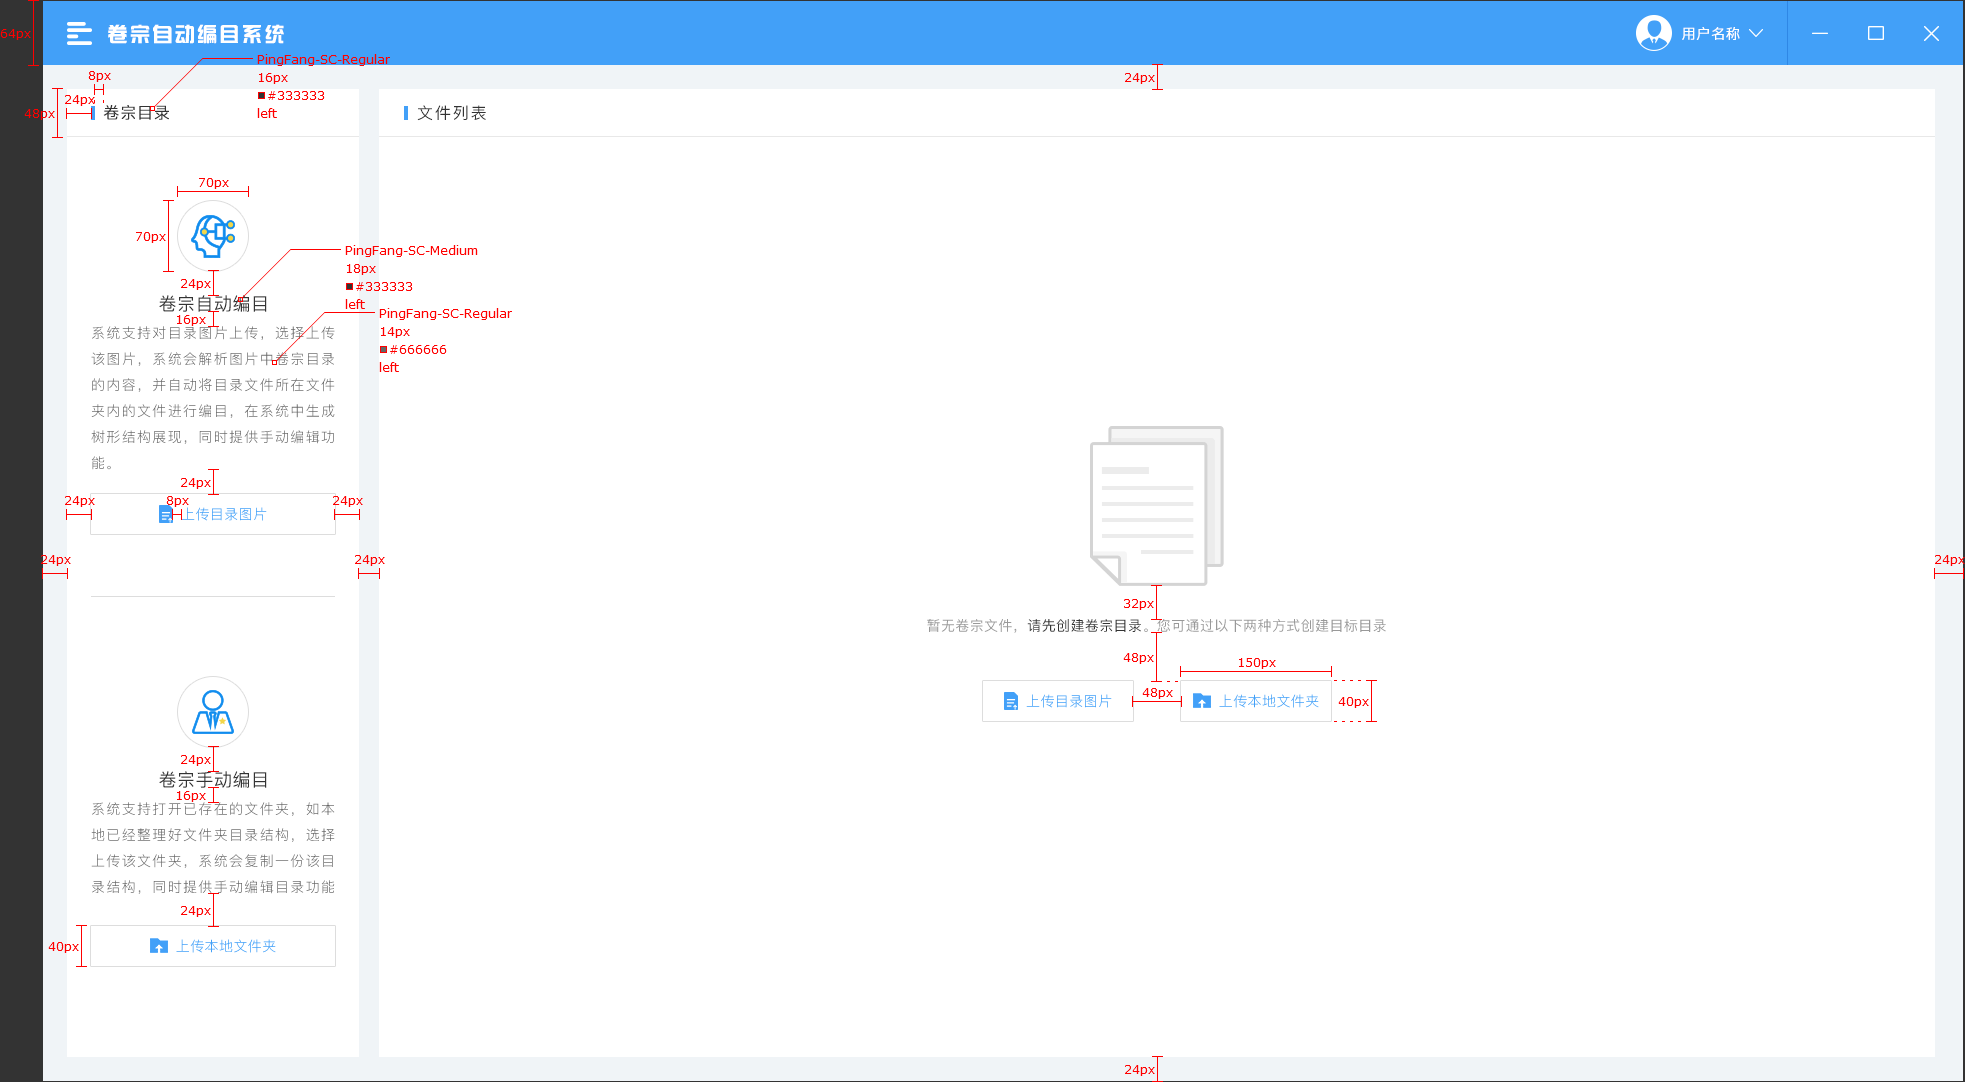 64px
卷宗自动编目系统
用户名称
PingFang-SC-Regular
16px
#333333
left
8px
24px
48px
卷宗目录
24px
文件列表
70px
70px
24px
卷宗自动编目
PingFang-SC-Medium
18px
#333333
left
16px
PingFang-SC-Regular
14px
#666666
left
系统支持对目录图片上传，选择上传
该图片，系统会解析图片中卷宗目录
的内容，并自动将目录文件所在文件
夹内的文件进行编目，在系统中生成
树形结构展现，同时提供手动编辑功
能。
24px
24px
8px
24px
上传目录图片
24px
24px
24px
32px
暂无卷宗文件，请先创建卷宗目录。您可通过以下两种方式创建目标目录
48px
150px
上传目录图片
48px
上传本地文件夹
40px
24px
卷宗手动编目
16px
系统支持打开已存在的文件夹，如本
地已经整理好文件夹目录结构，选择
上传该文件夹，系统会复制一份该目
录结构，同时提供手动编辑目录功能
24px
40px
上传本地文件夹
24px